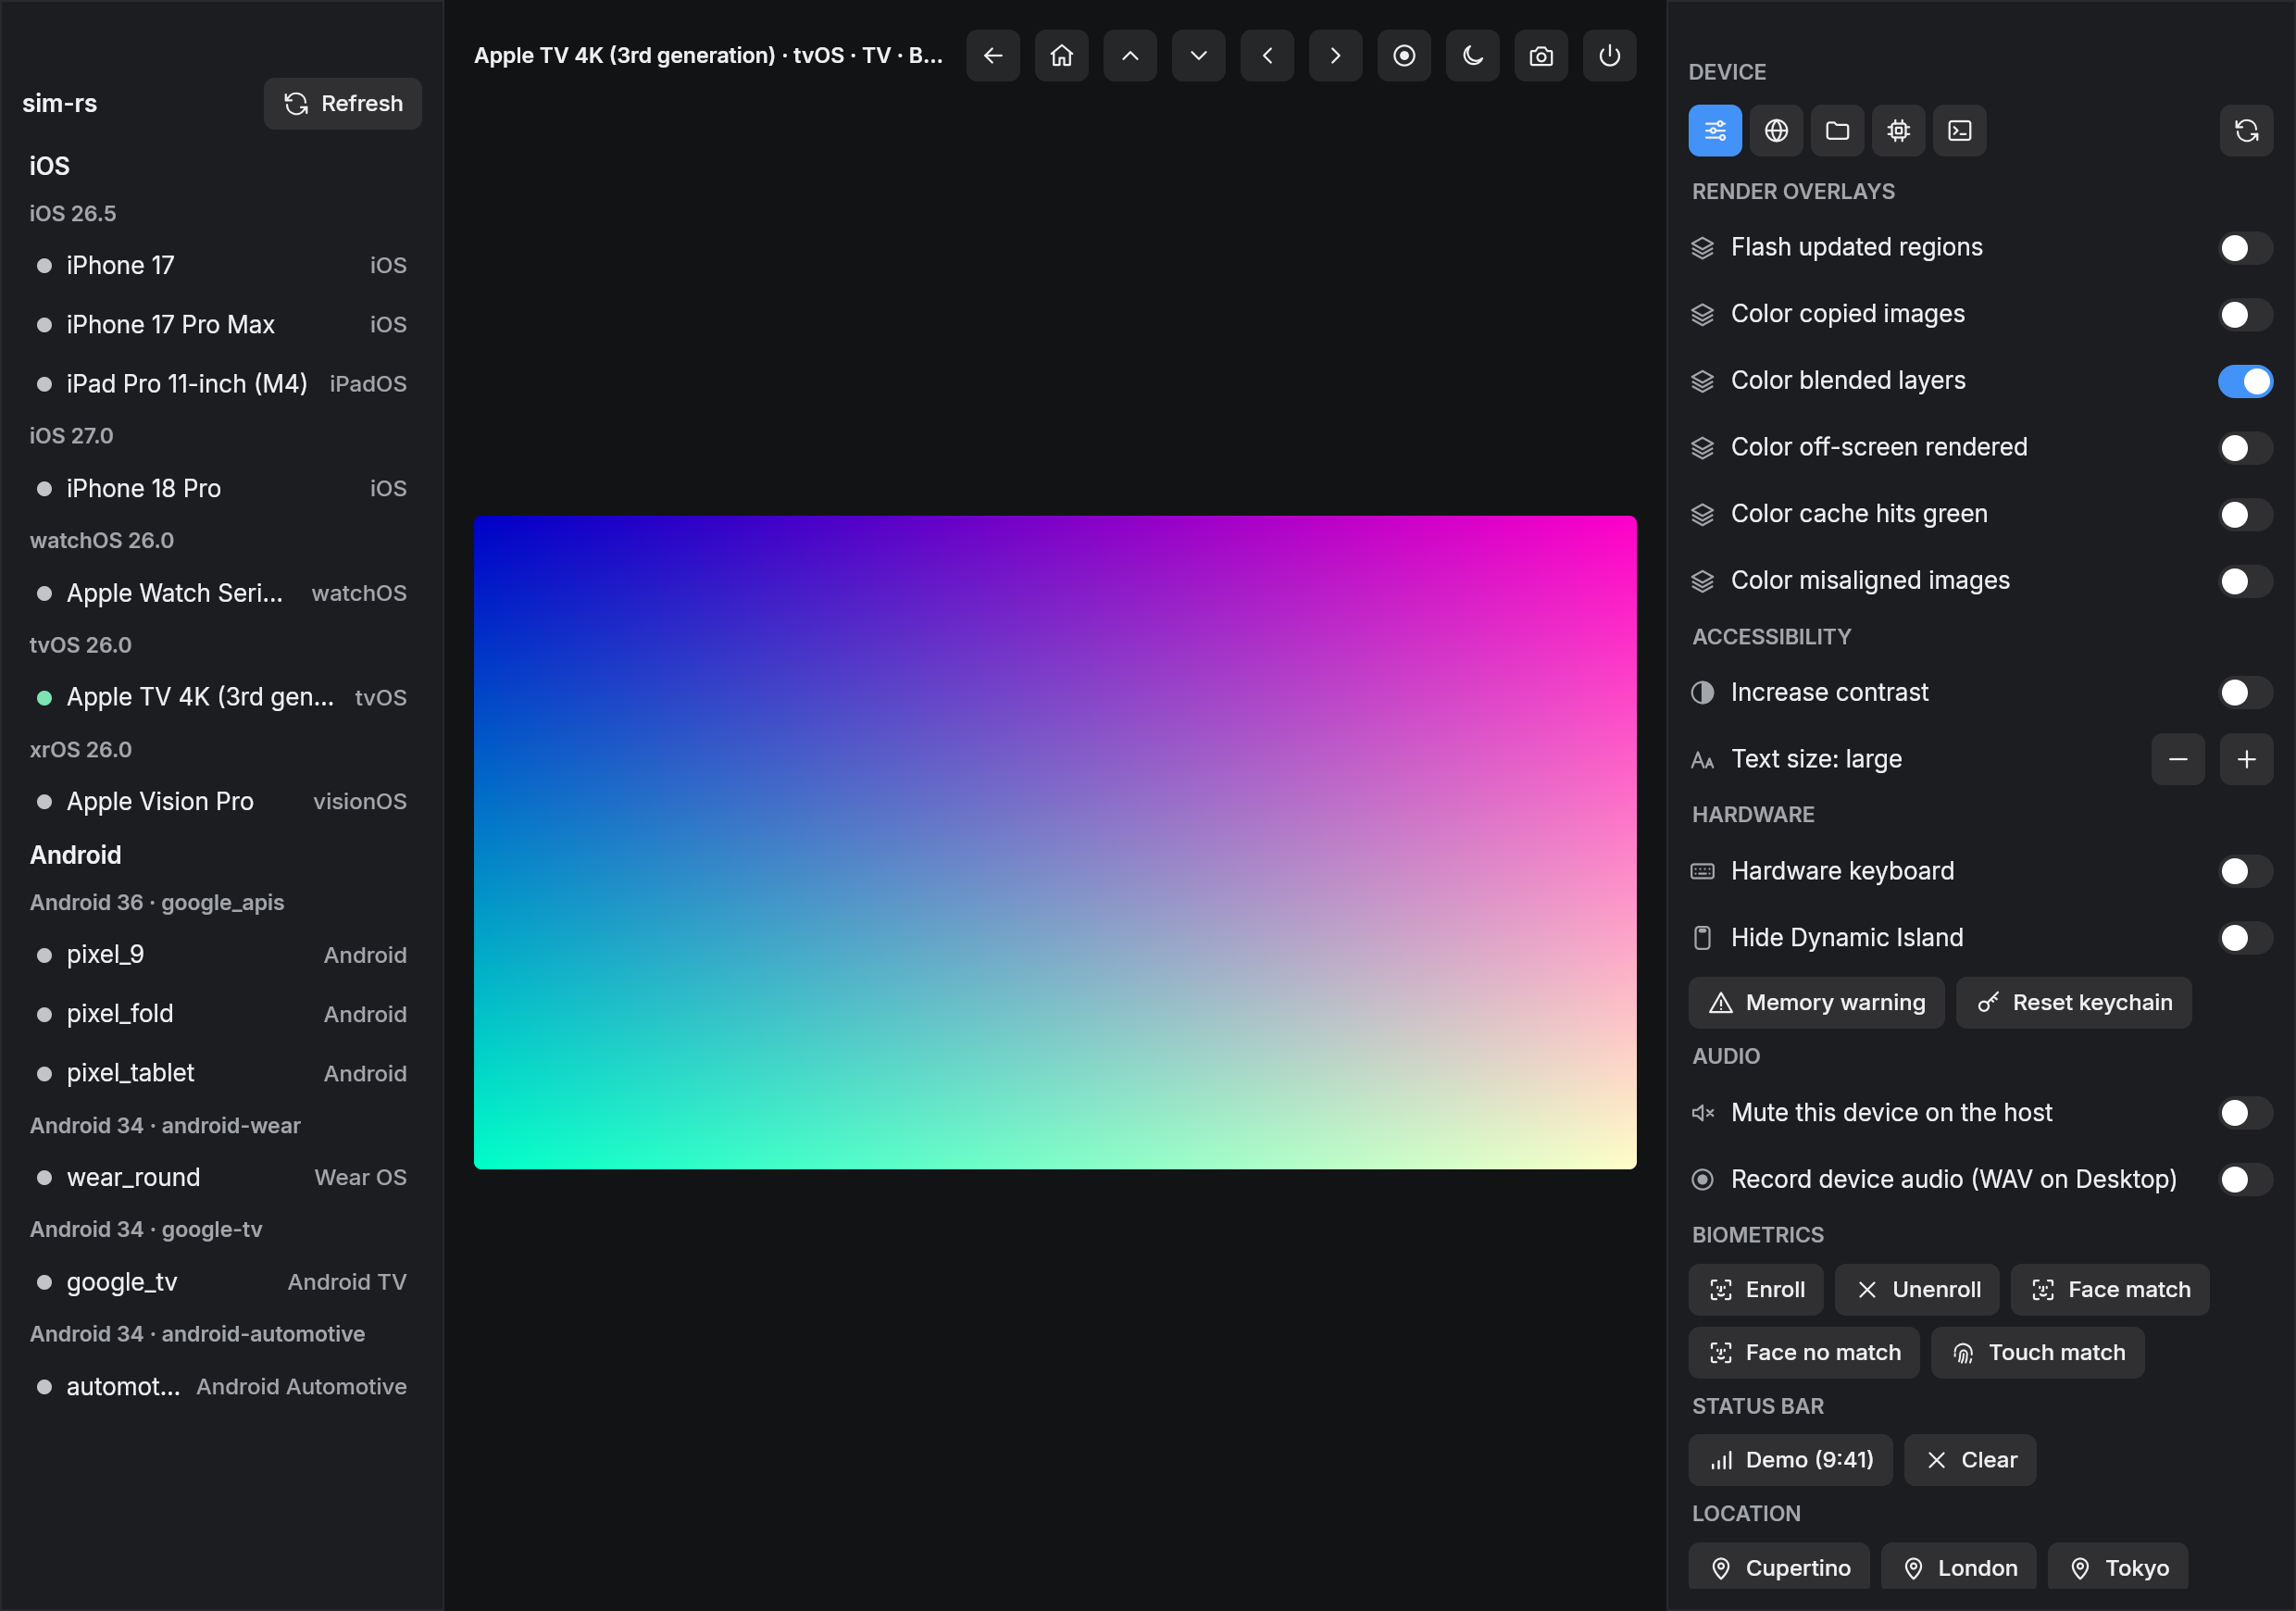 sim-rs
Refresh
iOS
iOS 26.5
iPhone 17 iOS
iPhone 17 Pro Max iOS
iPad Pro 11-inch (M4) iPadOS
iOS 27.0
iPhone 18 Pro iOS
watchOS 26.0
Apple Watch Seri... watchOS
tvOS 26.0
Apple TV 4K (3rd gen... tvOS
xrOS 26.0
Apple Vision Pro visionOS
Android
Android 36 · google_apis
pixel_9 Android
pixel_fold Android
pixel_tablet Android
Android 34 · android-wear
wear_round Wear OS
Android 34 · google-tv
google_tv Android TV
Android 34 · android-automotive
automot... Android Automotive
Apple TV 4K (3rd generation) · tvOS · TV · B...
DEVICE
RENDER OVERLAYS
Flash updated regions
Color copied images
Color blended layers
Color off-screen rendered
Color cache hits green
Color misaligned images
ACCESSIBILITY
Increase contrast
Text size: large
HARDWARE
Hardware keyboard
Hide Dynamic Island
Memory warning Reset keychain
AUDIO
Mute this device on the host
Record device audio (WAV on Desktop)
BIOMETRICS
Enroll Unenroll Face match
Face no match Touch match
STATUS BAR
Demo (9:41) Clear
LOCATION
Cupertino London Tokyo